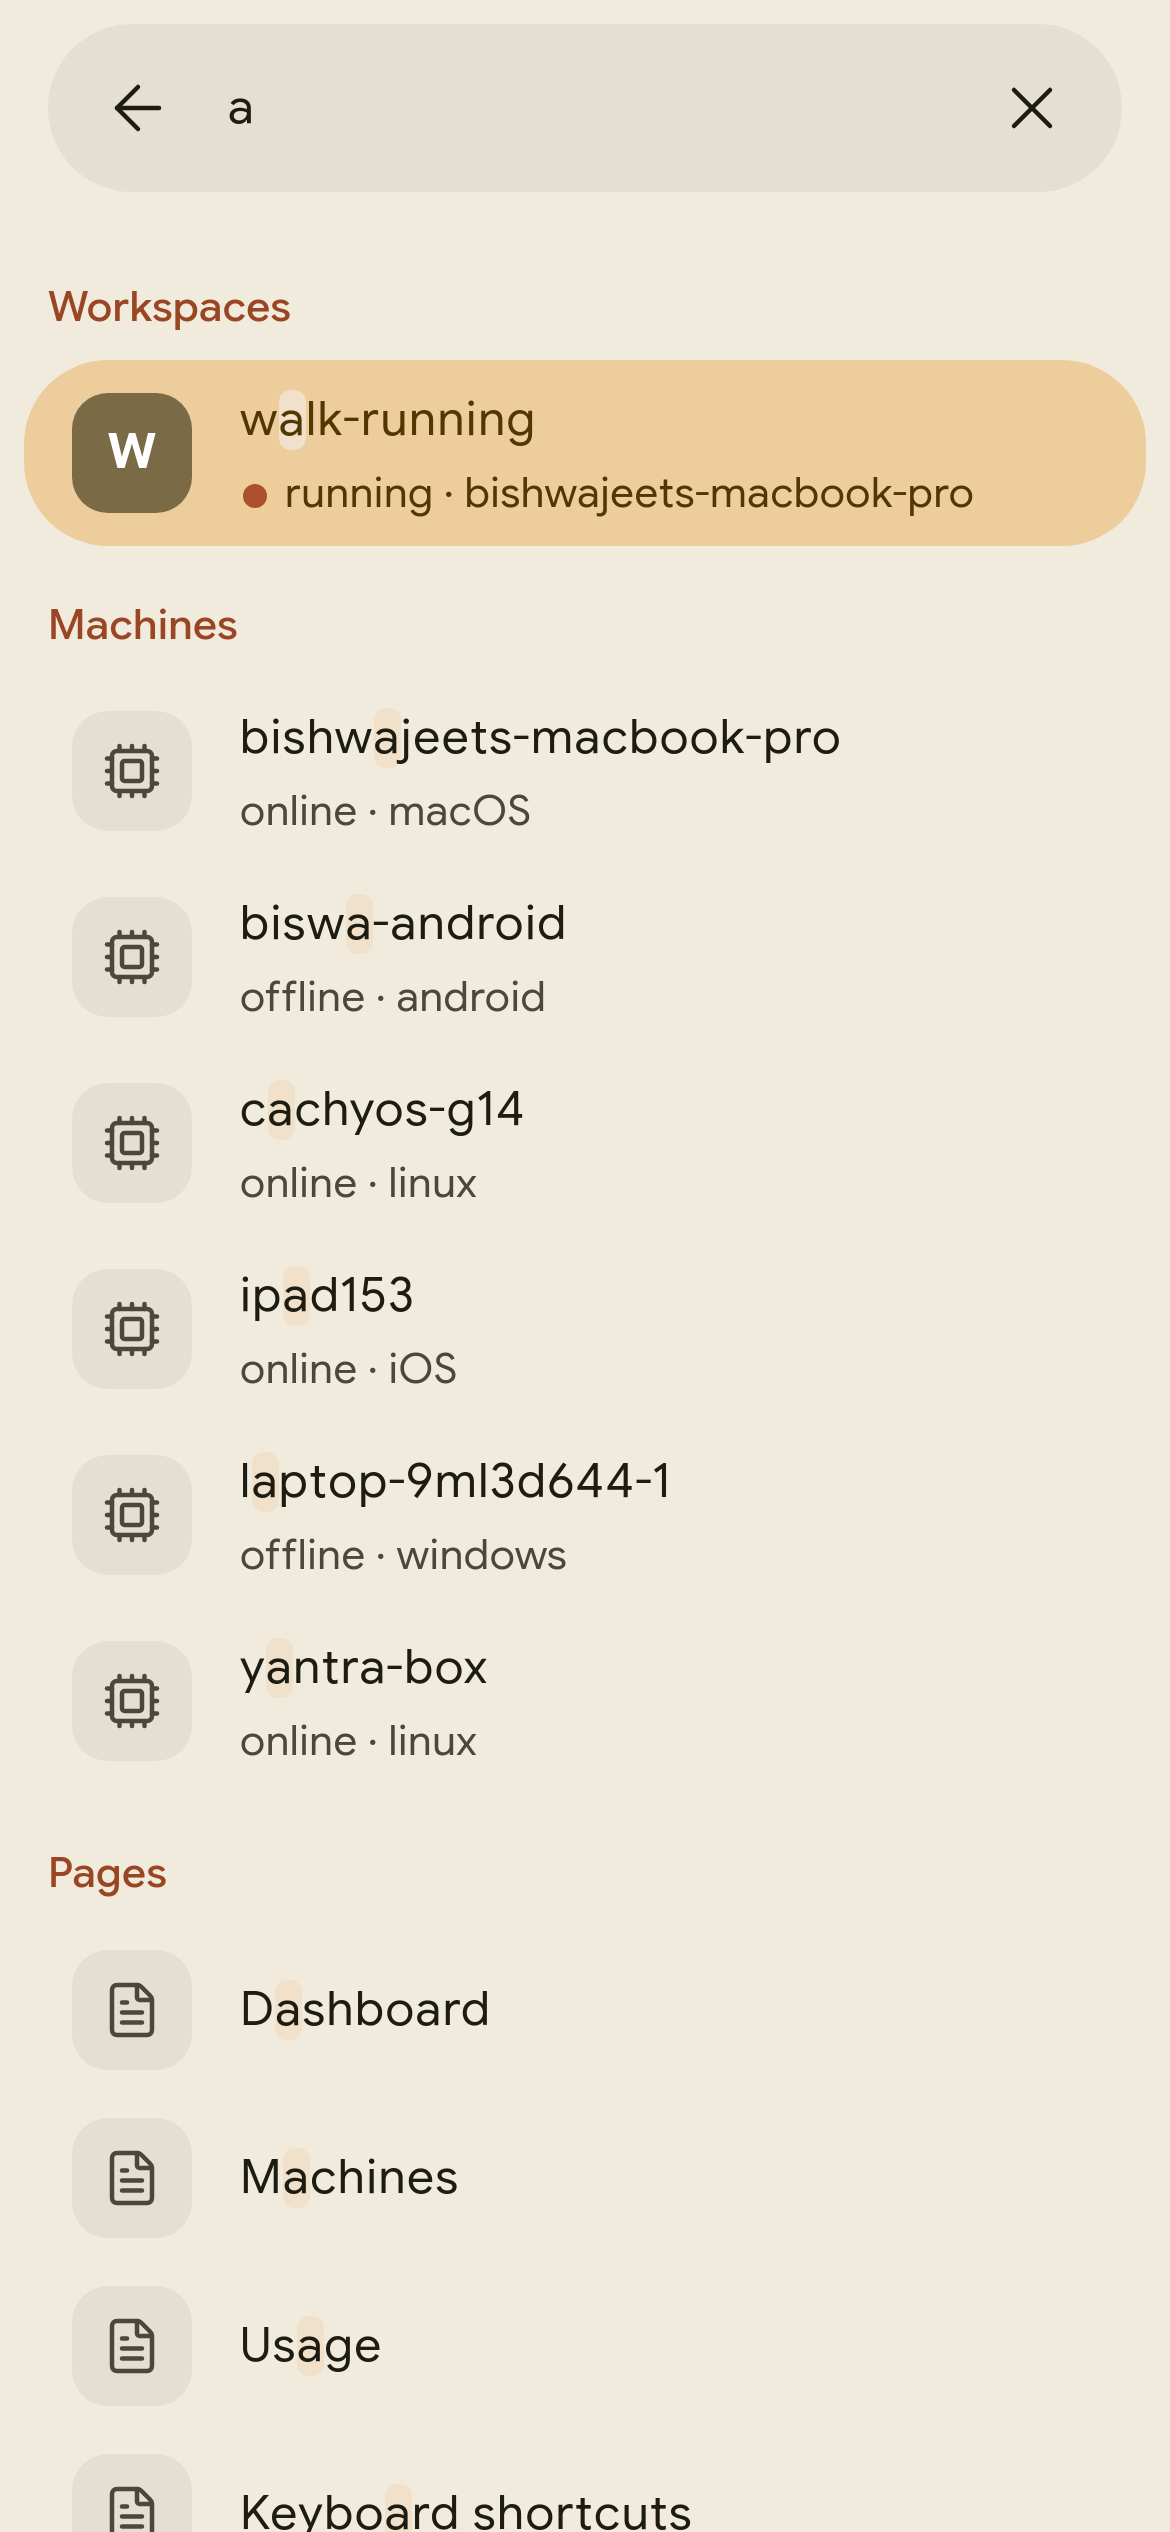 a
Workspaces
W
walk-running
running · bishwajeets-macbook-pro
Machines
bishwajeets-macbook-pro
online · macOS
biswa-android
offline · android
cachyos-g14
online · linux
ipad153
online · iOS
laptop-9ml3d644-1
offline · windows
yantra-box
online · linux
Pages
Dashboard
Machines
Usage
Keyboard shortcuts